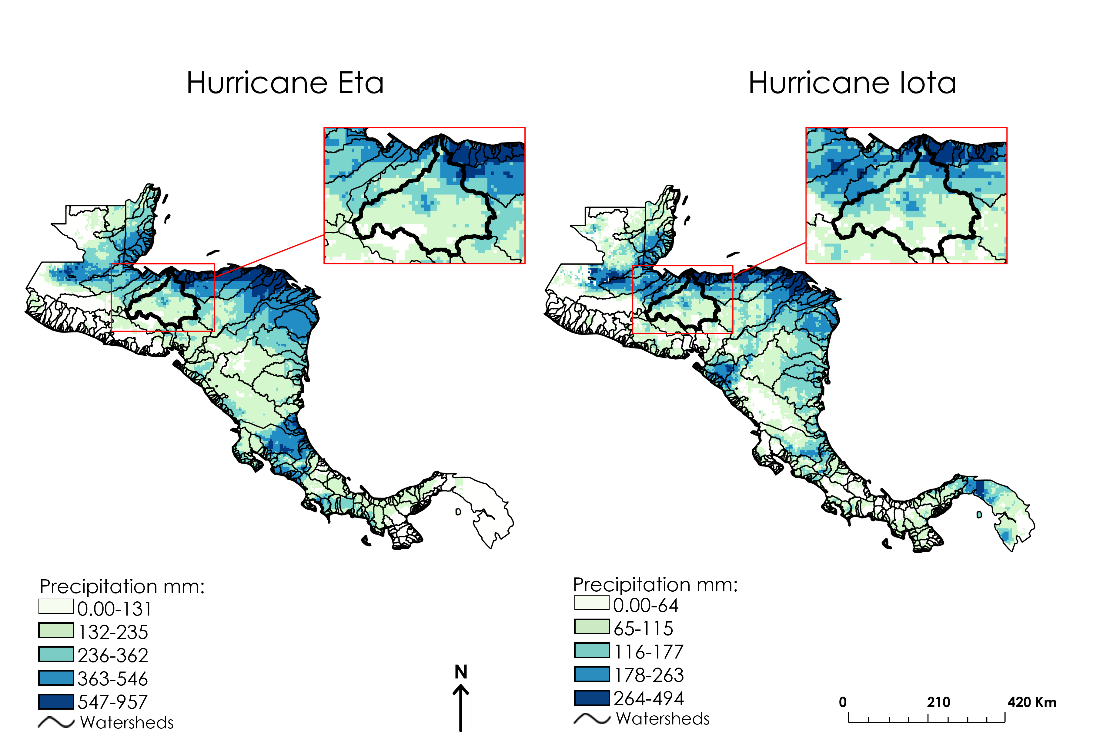 Hurricane Eta
Hurricane Iota
Precipitation mm:
0.00-131
132-235
236-362
363-546
547-957
Watersheds
N
Precipitation mm:
0.00-64
65-115
116-177
178-263
264-494
Watersheds
0 210 420 Km